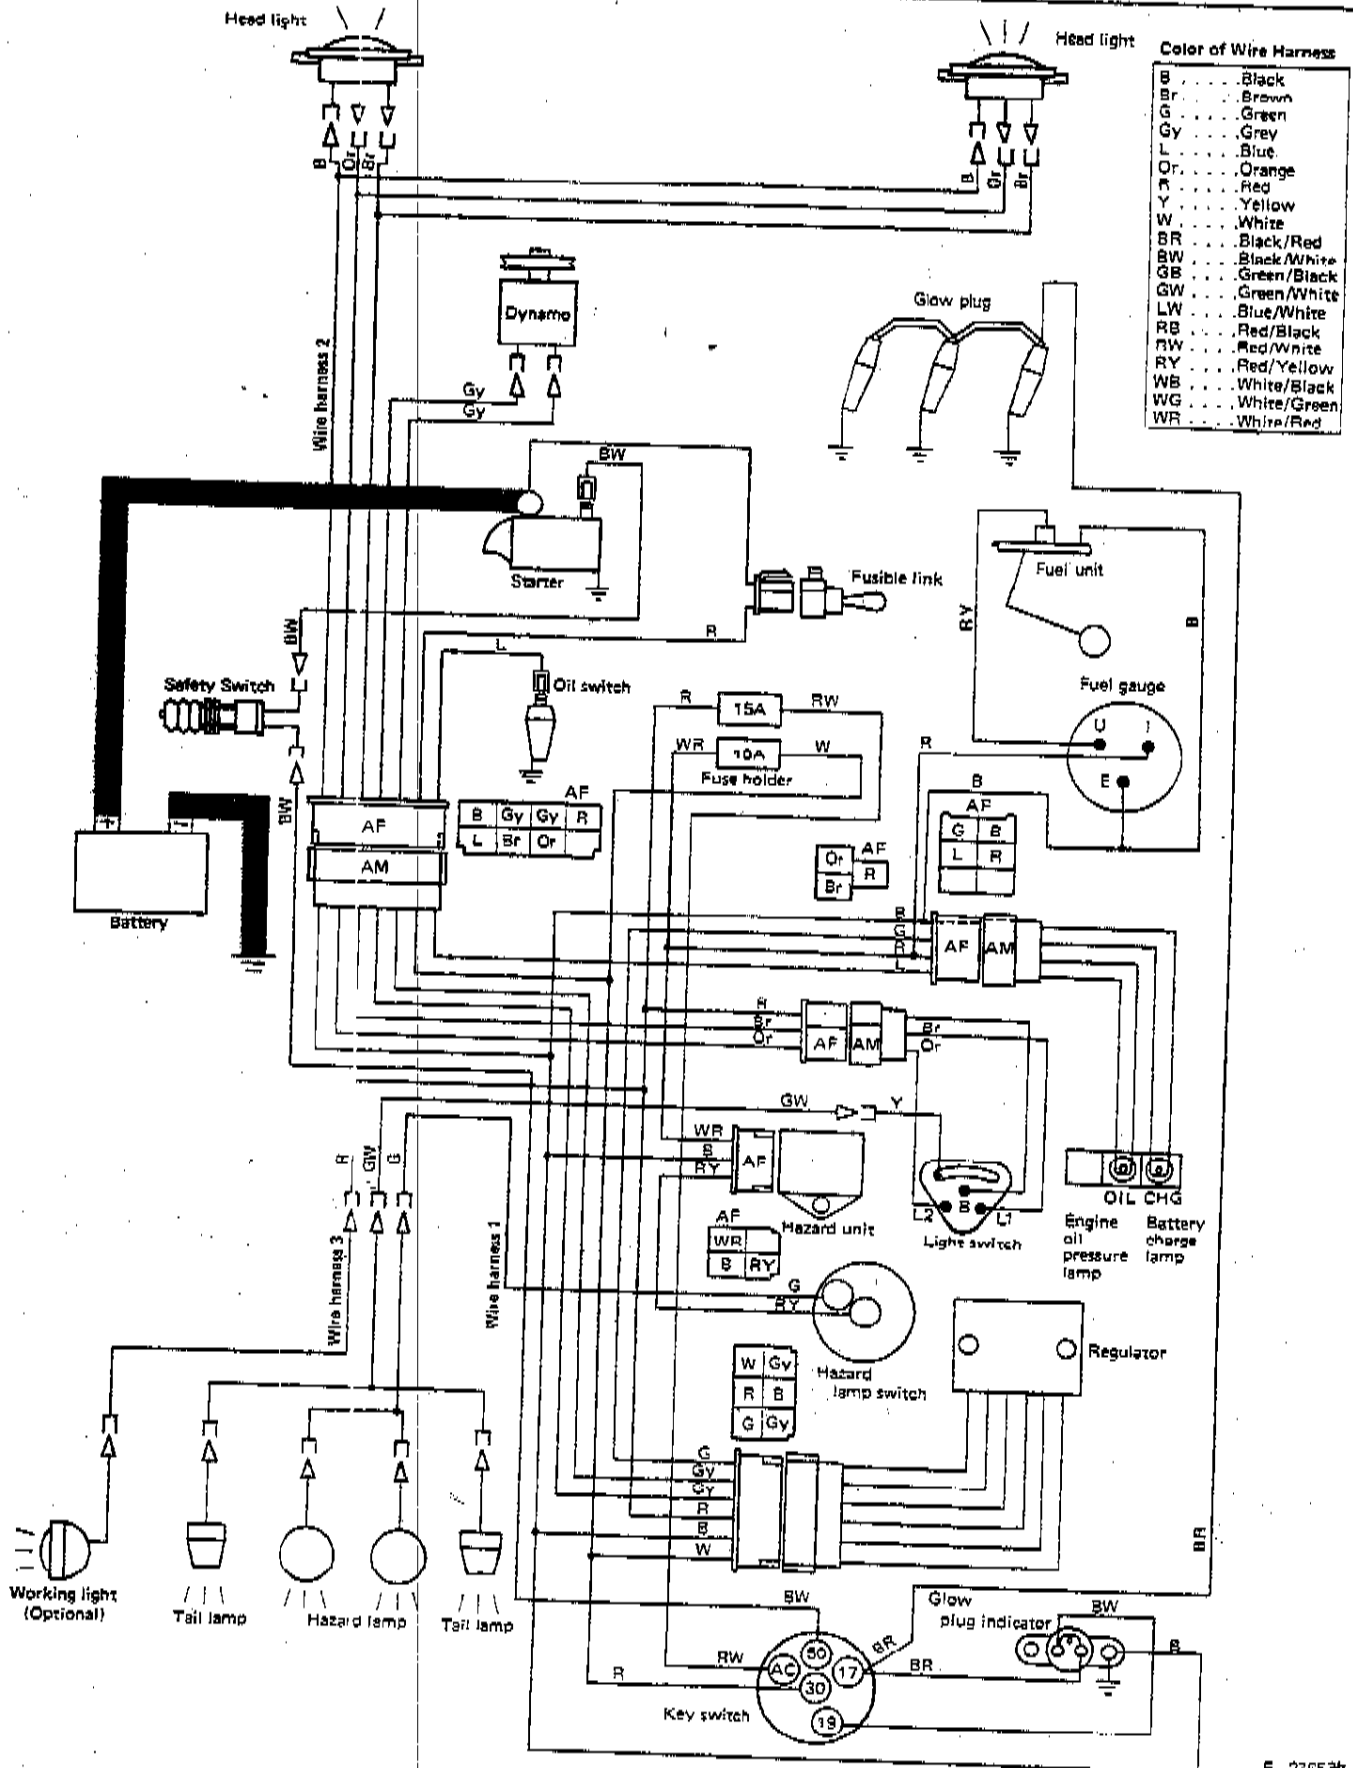 Head light
Head light
Color of Wire Harness
B . . . . . Black
Br . . . . Brown
G . . . . . Green
Gy . . . . Grey
L . . . . . Blue
Or . . . . Orange
R . . . . . Red
Y . . . . . Yellow
W . . . . White
BR . . . . Black/Red
BW . . . . Black/White
GB . . . . Green/Black
GW . . . . Green/White
LW . . . . Blue/White
RB . . . . Red/Black
RW . . . . Red/White
RY . . . . Red/Yellow
WB . . . . White/Black
WG . . . . White/Green
WR . . . . White/Red
B Or Br
B Or Br
Dynamo
Glow plug
Wire harness 2
Gy
Gy
BW
Starter
Fusible link
Fuel unit
RY
B
BW
R
L
Safety Switch
Oil switch
Fuel gauge
U I
E
R 15A RW
WR 10A W
Fuse holder
R
B
AF
B Gy Gy R
L Br Or
AF
AM
AF
G B
L R
Or AF
Br R
Battery
+ -
B
G
R
L
AF AM
R
Br
Or
AF AM
Br
Or
GW Y
WR
B
RY
AF
R GW G
Hazard unit
L2 B L1
Light switch
OIL CHG
Engine
oil
pressure
lamp
Battery
charge
lamp
AF
WR
B RY
Wire harness 3
Wire harness 1
G
RY
Hazard
lamp switch
Regulator
W Gy
R B
G Gy
G
Gy
Gy
R
B
W
BR
Working light
(Optional)
Tail lamp
Hazard lamp
Tail lamp
BW
Glow
plug indicator
BW
B
BR
BR
RW
R
50
AC
17
30
19
Key switch